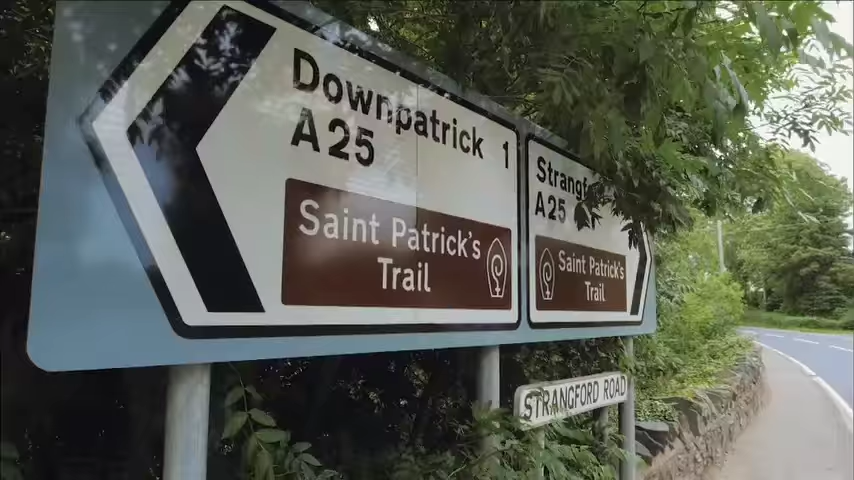 Downpatrick 1
A25
Saint Patrick's
Trail
A25
Saint Patrick's
Trail
STRANGFORD ROAD